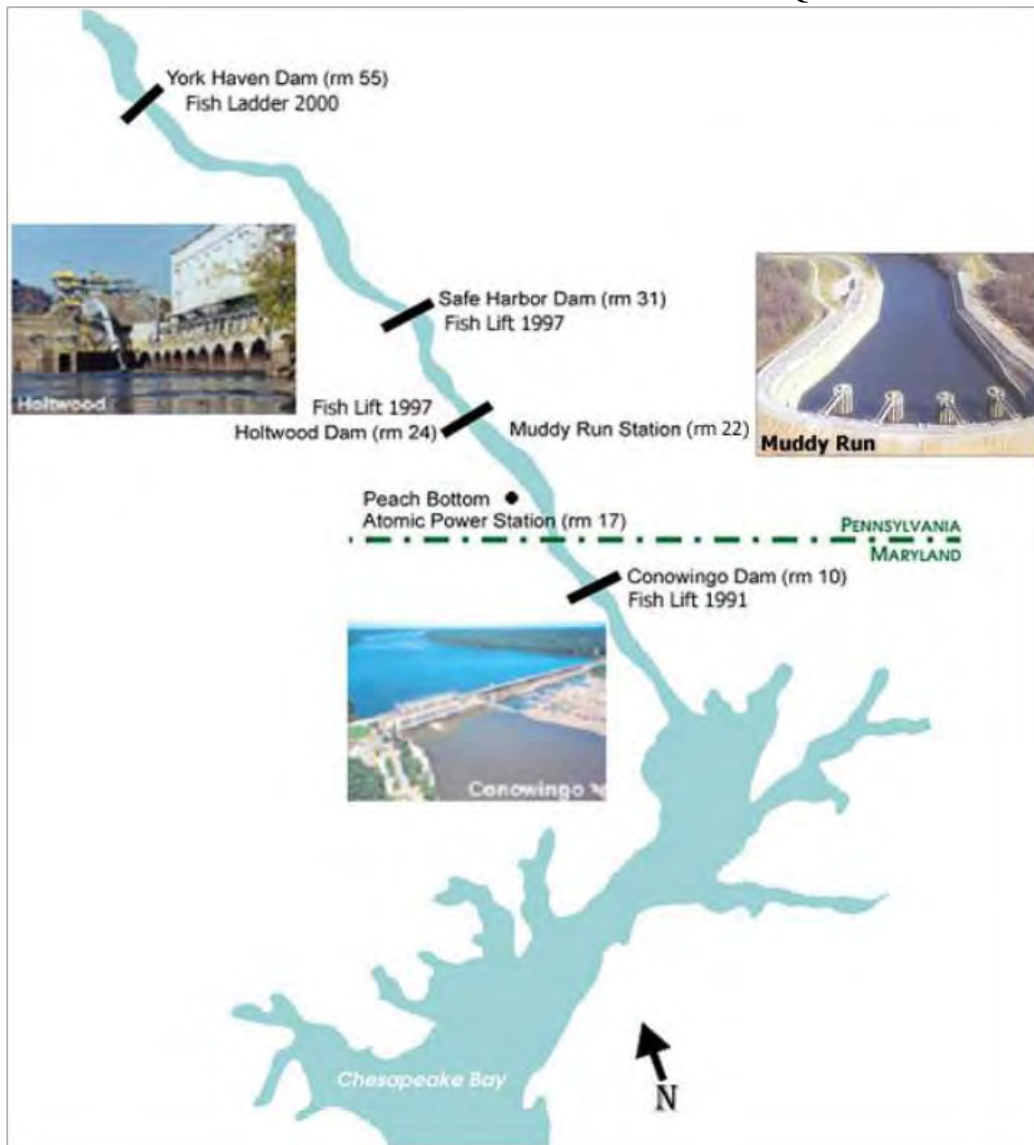 York Haven Dam (rm 55)
Fish Ladder 2000
Safe Harbor Dam (rm 31)
Fish Lift 1997
Holtwood
Fish Lift 1997
Holtwood Dam (rm 24)
Muddy Run Station (rm 22)
Muddy Run
Peach Bottom
Atomic Power Station (rm 17)
PENNSYLVANIA
MARYLAND
Conowingo Dam (rm 10)
Fish Lift 1991
Conowingo
Chesapeake Bay
N